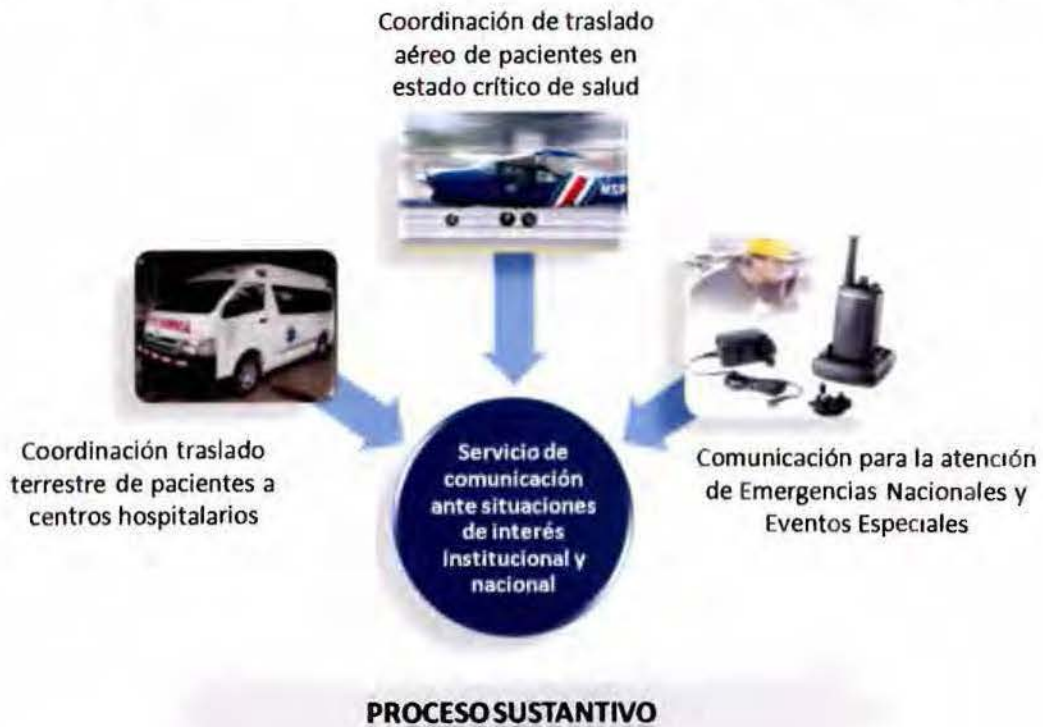 Coordinación de traslado
aéreo de pacientes en
estado crítico de salud
MSP
Coordinación traslado
terrestre de pacientes a
centros hospitalarios
Servicio de
comunicación
ante situaciones
de interés
Institucional y
nacional
Comunicación para la atención
de Emergencias Nacionales y
Eventos Especiales
PROCESO SUSTANTIVO